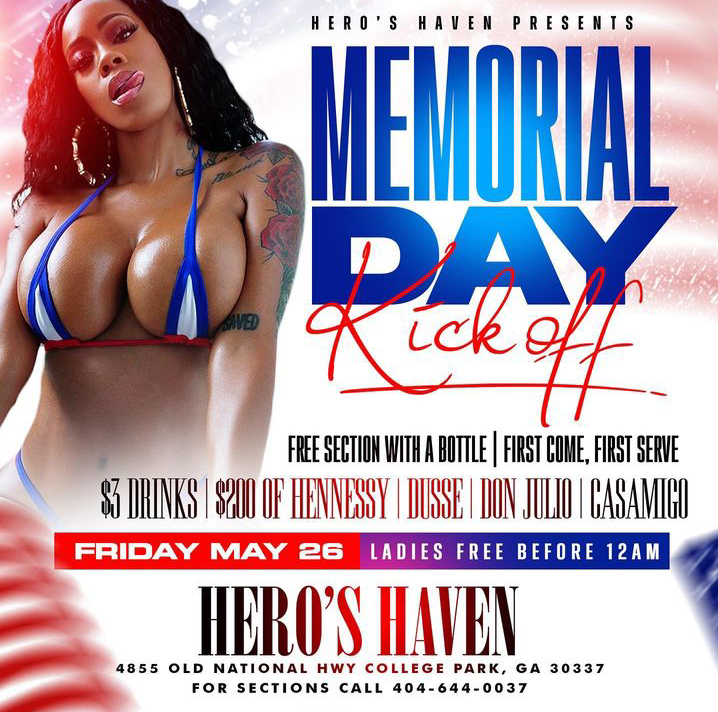 HERO'S HAVEN PRESENTS
MEMORIAL
DAY
Kick off
SAVED
FREE SECTION WITH A BOTTLE | FIRST COME, FIRST SERVE
$3 DRINKS | $200 OF HENNESSY | DUSSE | DON JULIO | CASAMIGO
FRIDAY MAY 26 LADIES FREE BEFORE 12AM
HERO'S HAVEN
4855 OLD NATIONAL HWY COLLEGE PARK, GA 30337
FOR SECTIONS CALL 404-644-0037